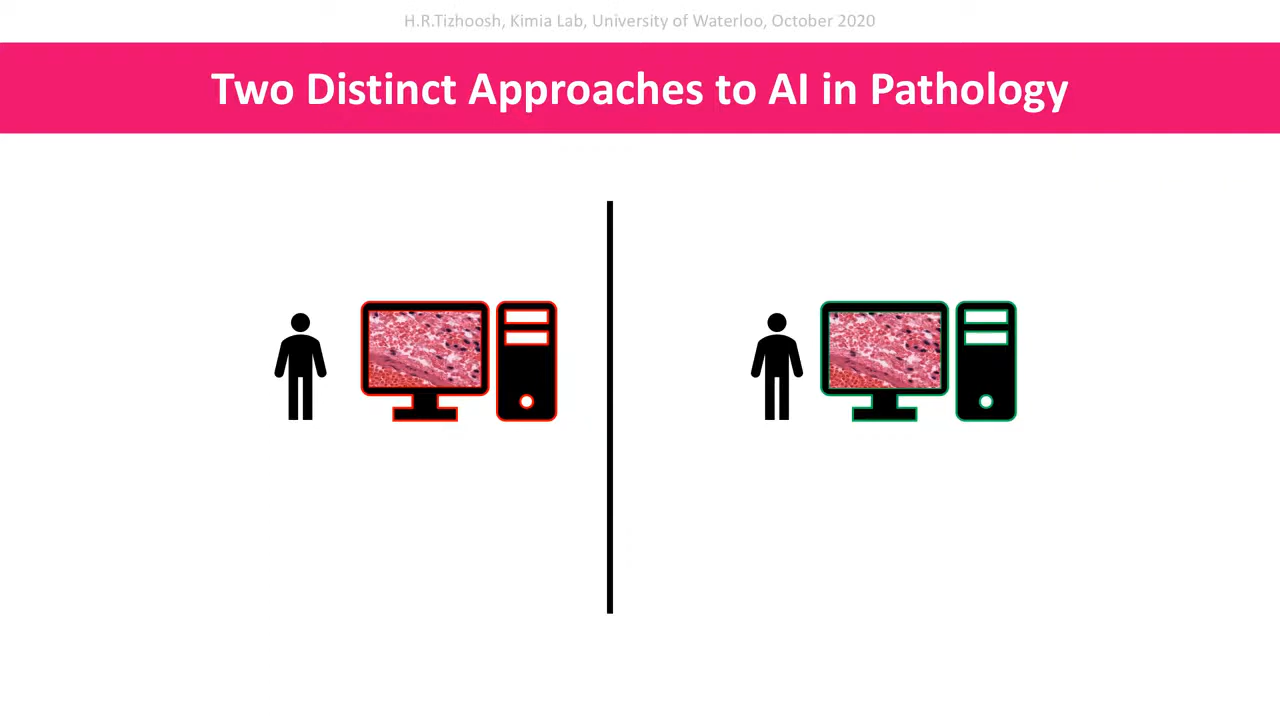 H.R.Tizhoosh, Kimia Lab, University of Waterloo, October 2020
Two Distinct Approaches to AI in Pathology